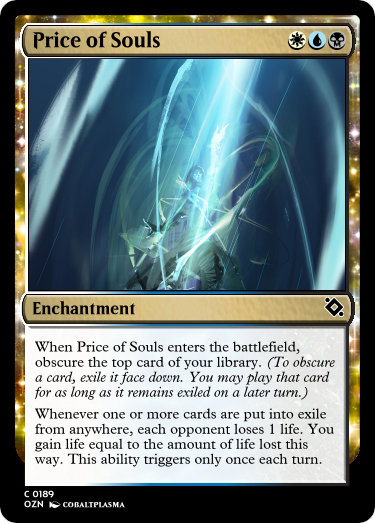 Price of Souls
Enchantment
When Price of Souls enters the battlefield,
obscure the top card of your library. (To obscure
a card, exile it face down. You may play that card
for as long as it remains exiled on a later turn.)
Whenever one or more cards are put into exile
from anywhere, each opponent loses 1 life. You
gain life equal to the amount of life lost this
way. This ability triggers only once each turn.
C 0189
OZN COBALTPLASMA